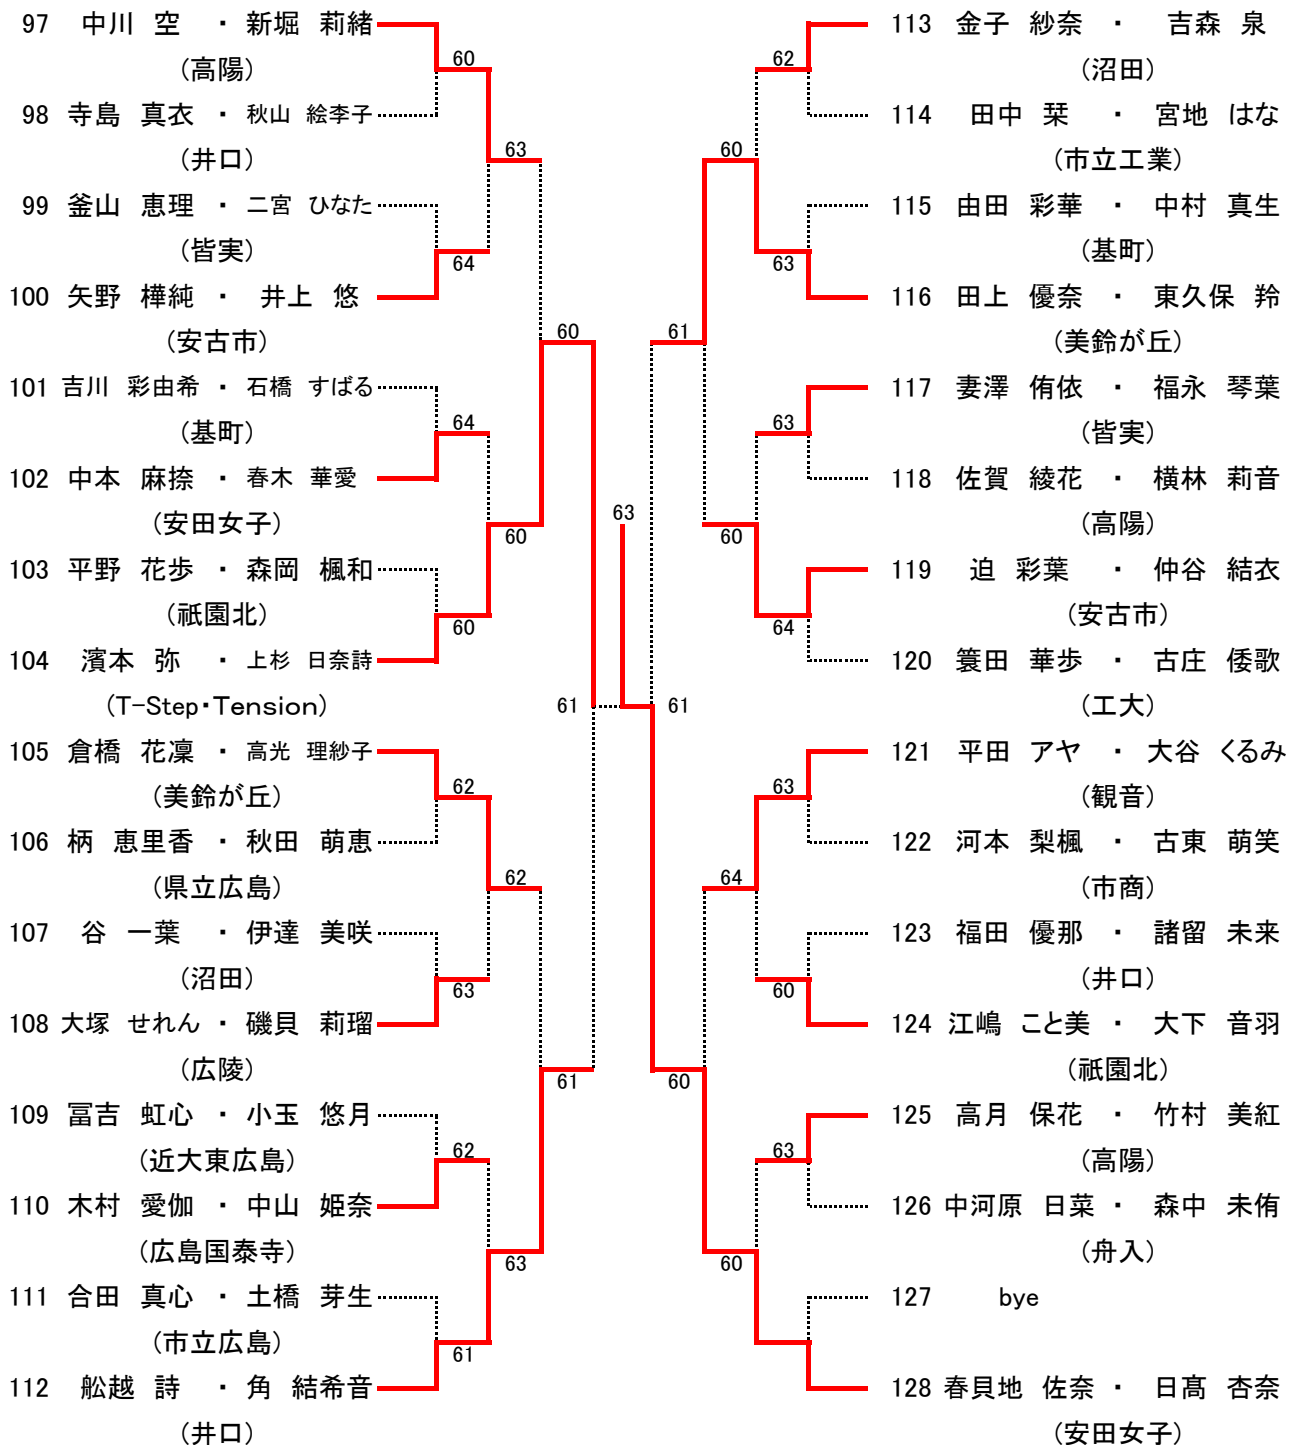 97 中川 空 ・ 新堀 莉緒
(高陽)
60
98 寺島 真衣 ・ 秋山 絵李子
(井口)
63
99 釜山 恵理 ・ 二宮 ひなた
(皆実)
64
100 矢野 樺純 ・ 井上 悠
(安古市)
60
101 吉川 彩由希 ・ 石橋 すばる
(基町)
64
102 中本 麻捺 ・ 春木 華愛
(安田女子)
60
103 平野 花歩 ・ 森岡 楓和
(祇園北)
60
104 濱本 弥 ・ 上杉 日奈詩
(T-Step・Tension)
61
105 倉橋 花凜 ・ 高光 理紗子
(美鈴が丘)
62
106 柄 恵里香 ・ 秋田 萌恵
(県立広島)
62
107 谷 一葉 ・ 伊達 美咲
(沼田)
63
108 大塚 せれん ・ 磯貝 莉瑠
(広陵)
61
109 冨吉 虹心 ・ 小玉 悠月
(近大東広島)
62
110 木村 愛伽 ・ 中山 姫奈
(広島国泰寺)
63
111 合田 真心 ・ 土橋 芽生
(市立広島)
61
112 舩越 詩 ・ 角 結希音
(井口)
63
113 金子 紗奈 ・ 吉森 泉
(沼田)
62
114 田中 栞 ・ 宮地 はな
(市立工業)
60
115 由田 彩華 ・ 中村 真生
(基町)
63
116 田上 優奈 ・ 東久保 羚
(美鈴が丘)
61
117 妻澤 侑依 ・ 福永 琴葉
(皆実)
63
118 佐賀 綾花 ・ 横林 莉音
(高陽)
60
119 迫 彩葉 ・ 仲谷 結衣
(安古市)
64
120 簑田 華歩 ・ 古庄 倭歌
(工大)
61
121 平田 アヤ ・ 大谷 くるみ
(観音)
63
122 河本 梨楓 ・ 古東 萌笑
(市商)
64
123 福田 優那 ・ 諸留 未来
(井口)
60
124 江嶋 こと美 ・ 大下 音羽
(祇園北)
60
125 高月 保花 ・ 竹村 美紅
(高陽)
63
126 中河原 日菜 ・ 森中 未侑
(舟入)
60
127 bye
128 春貝地 佐奈 ・ 日髙 杏奈
(安田女子)